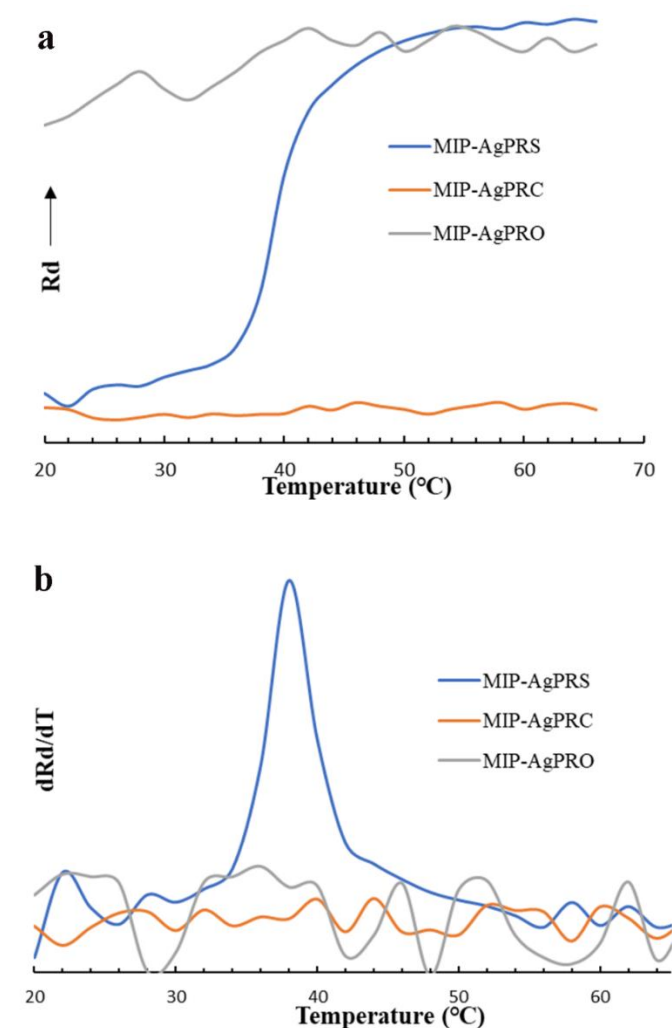 a
MIP-AgPRS
MIP-AgPRC
MIP-AgPRO
Rd
20 30 40 50 60 70
Temperature (°C)
b
MIP-AgPRS
MIP-AgPRC
MIP-AgPRO
dRd/dT
20 30 40 50 60
Temperature (°C)